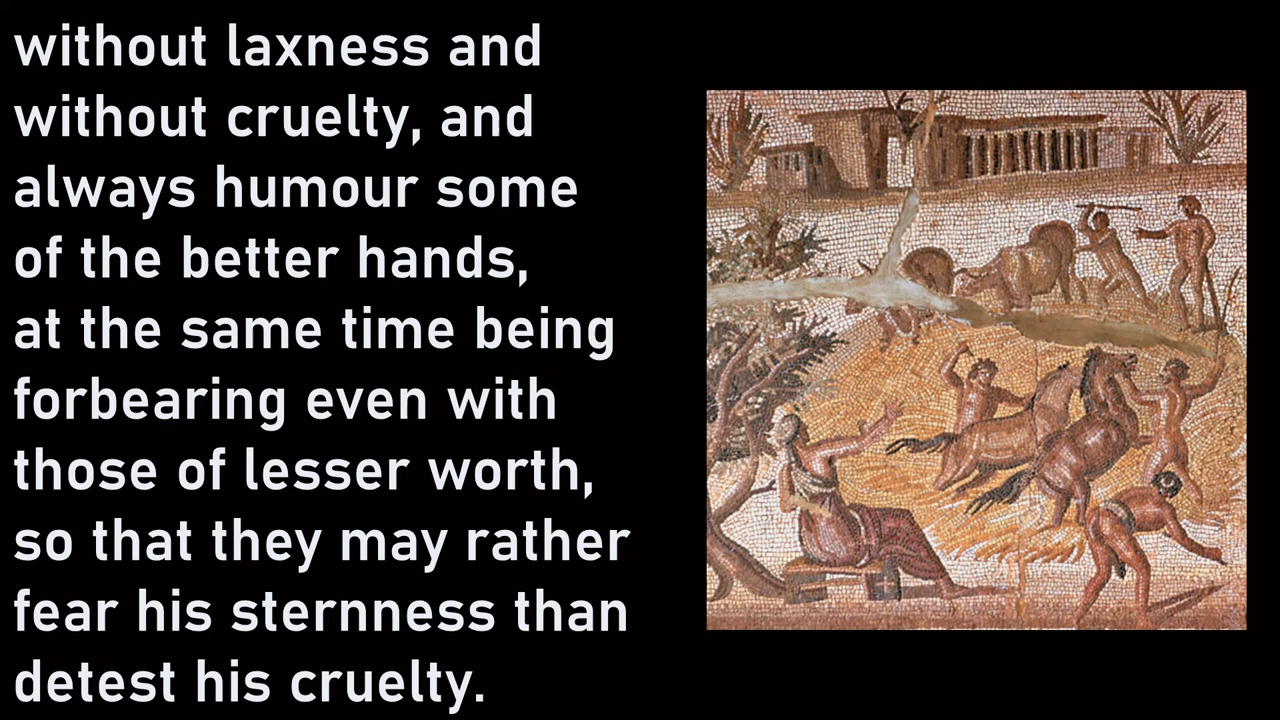 without laxness and
without cruelty, and
always humour some
of the better hands,
at the same time being
forbearing even with
those of lesser worth,
so that they may rather
fear his sternness than
detest his cruelty.